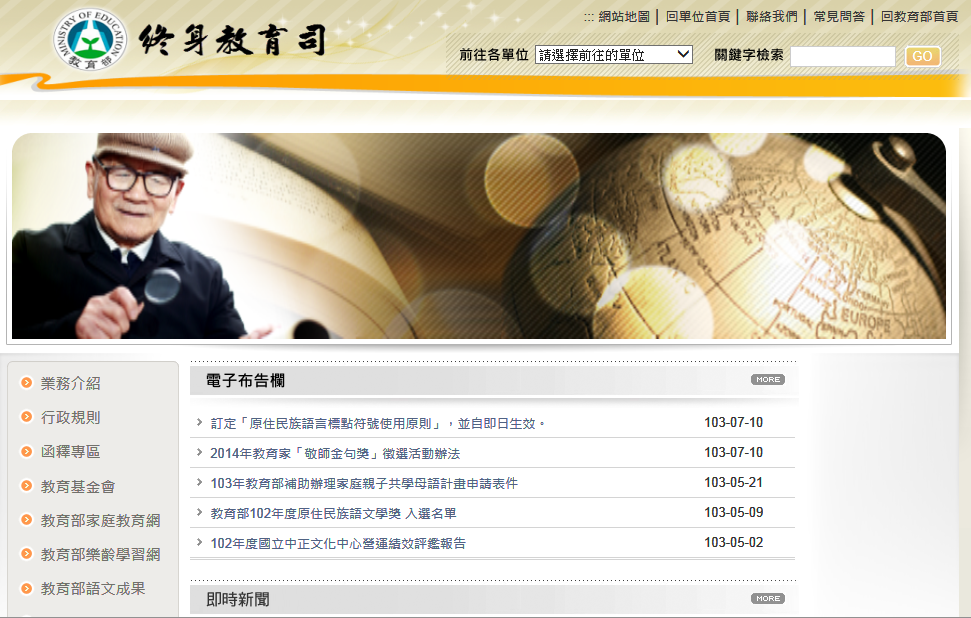 ::: 網站地圖 │ 回單位首頁 │ 聯絡我們 │ 常見問答 │ 回教育部首頁
MINISTRY OF EDUCATION
教育部
終身教育司
前往各單位 請選擇前往的單位 關鍵字檢索 GO
EUROPE
業務介紹
行政規則
函釋專區
教育基金會
教育部家庭教育網
教育部樂齡學習網
教育部語文成果
電子布告欄 MORE
訂定「原住民族語言標點符號使用原則」，並自即日生效。 103-07-10
2014年教育家「敬師金句獎」徵選活動辦法 103-07-10
103年教育部補助辦理家庭親子共學母語計畫申請表件 103-05-21
教育部102年度原住民族語文學獎 入選名單 103-05-09
102年度國立中正文化中心營運績效評鑑報告 103-05-02
即時新聞 MORE